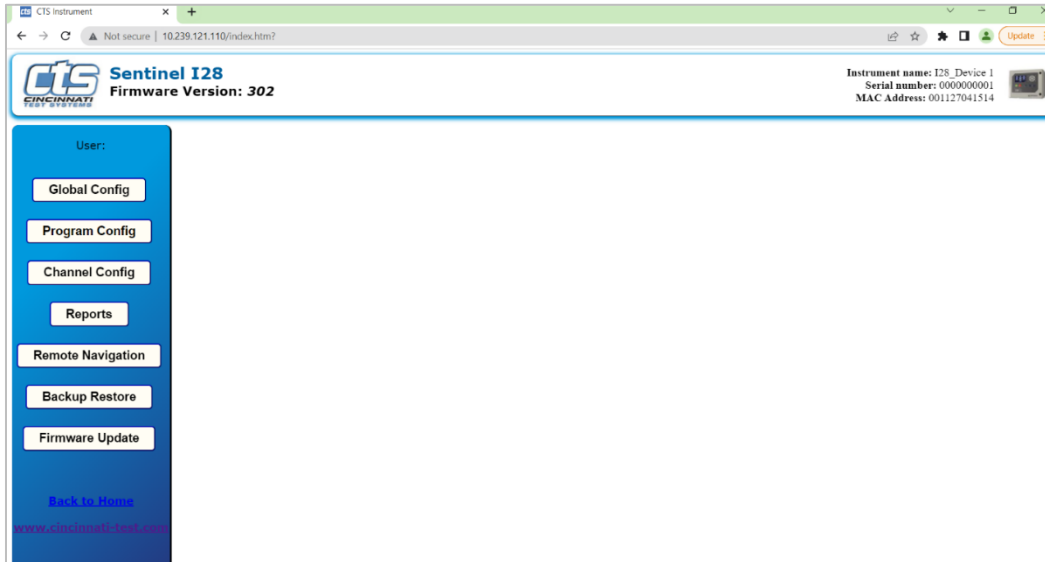 CTS Instrument
Update
Not secure | 10.239.121.110/index.htm?
cts
CINCINNATI
TEST SYSTEMS
Sentinel I28
Firmware Version: 302
Instrument name: I28_Device 1
Serial number: 0000000001
MAC Address: 001127041514
User:
Global Config
Program Config
Channel Config
Reports
Remote Navigation
Backup Restore
Firmware Update
Back to Home
www.cincinnati-test.com